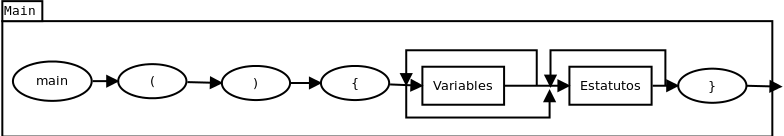 Main
main ( ) { Variables Estatutos }